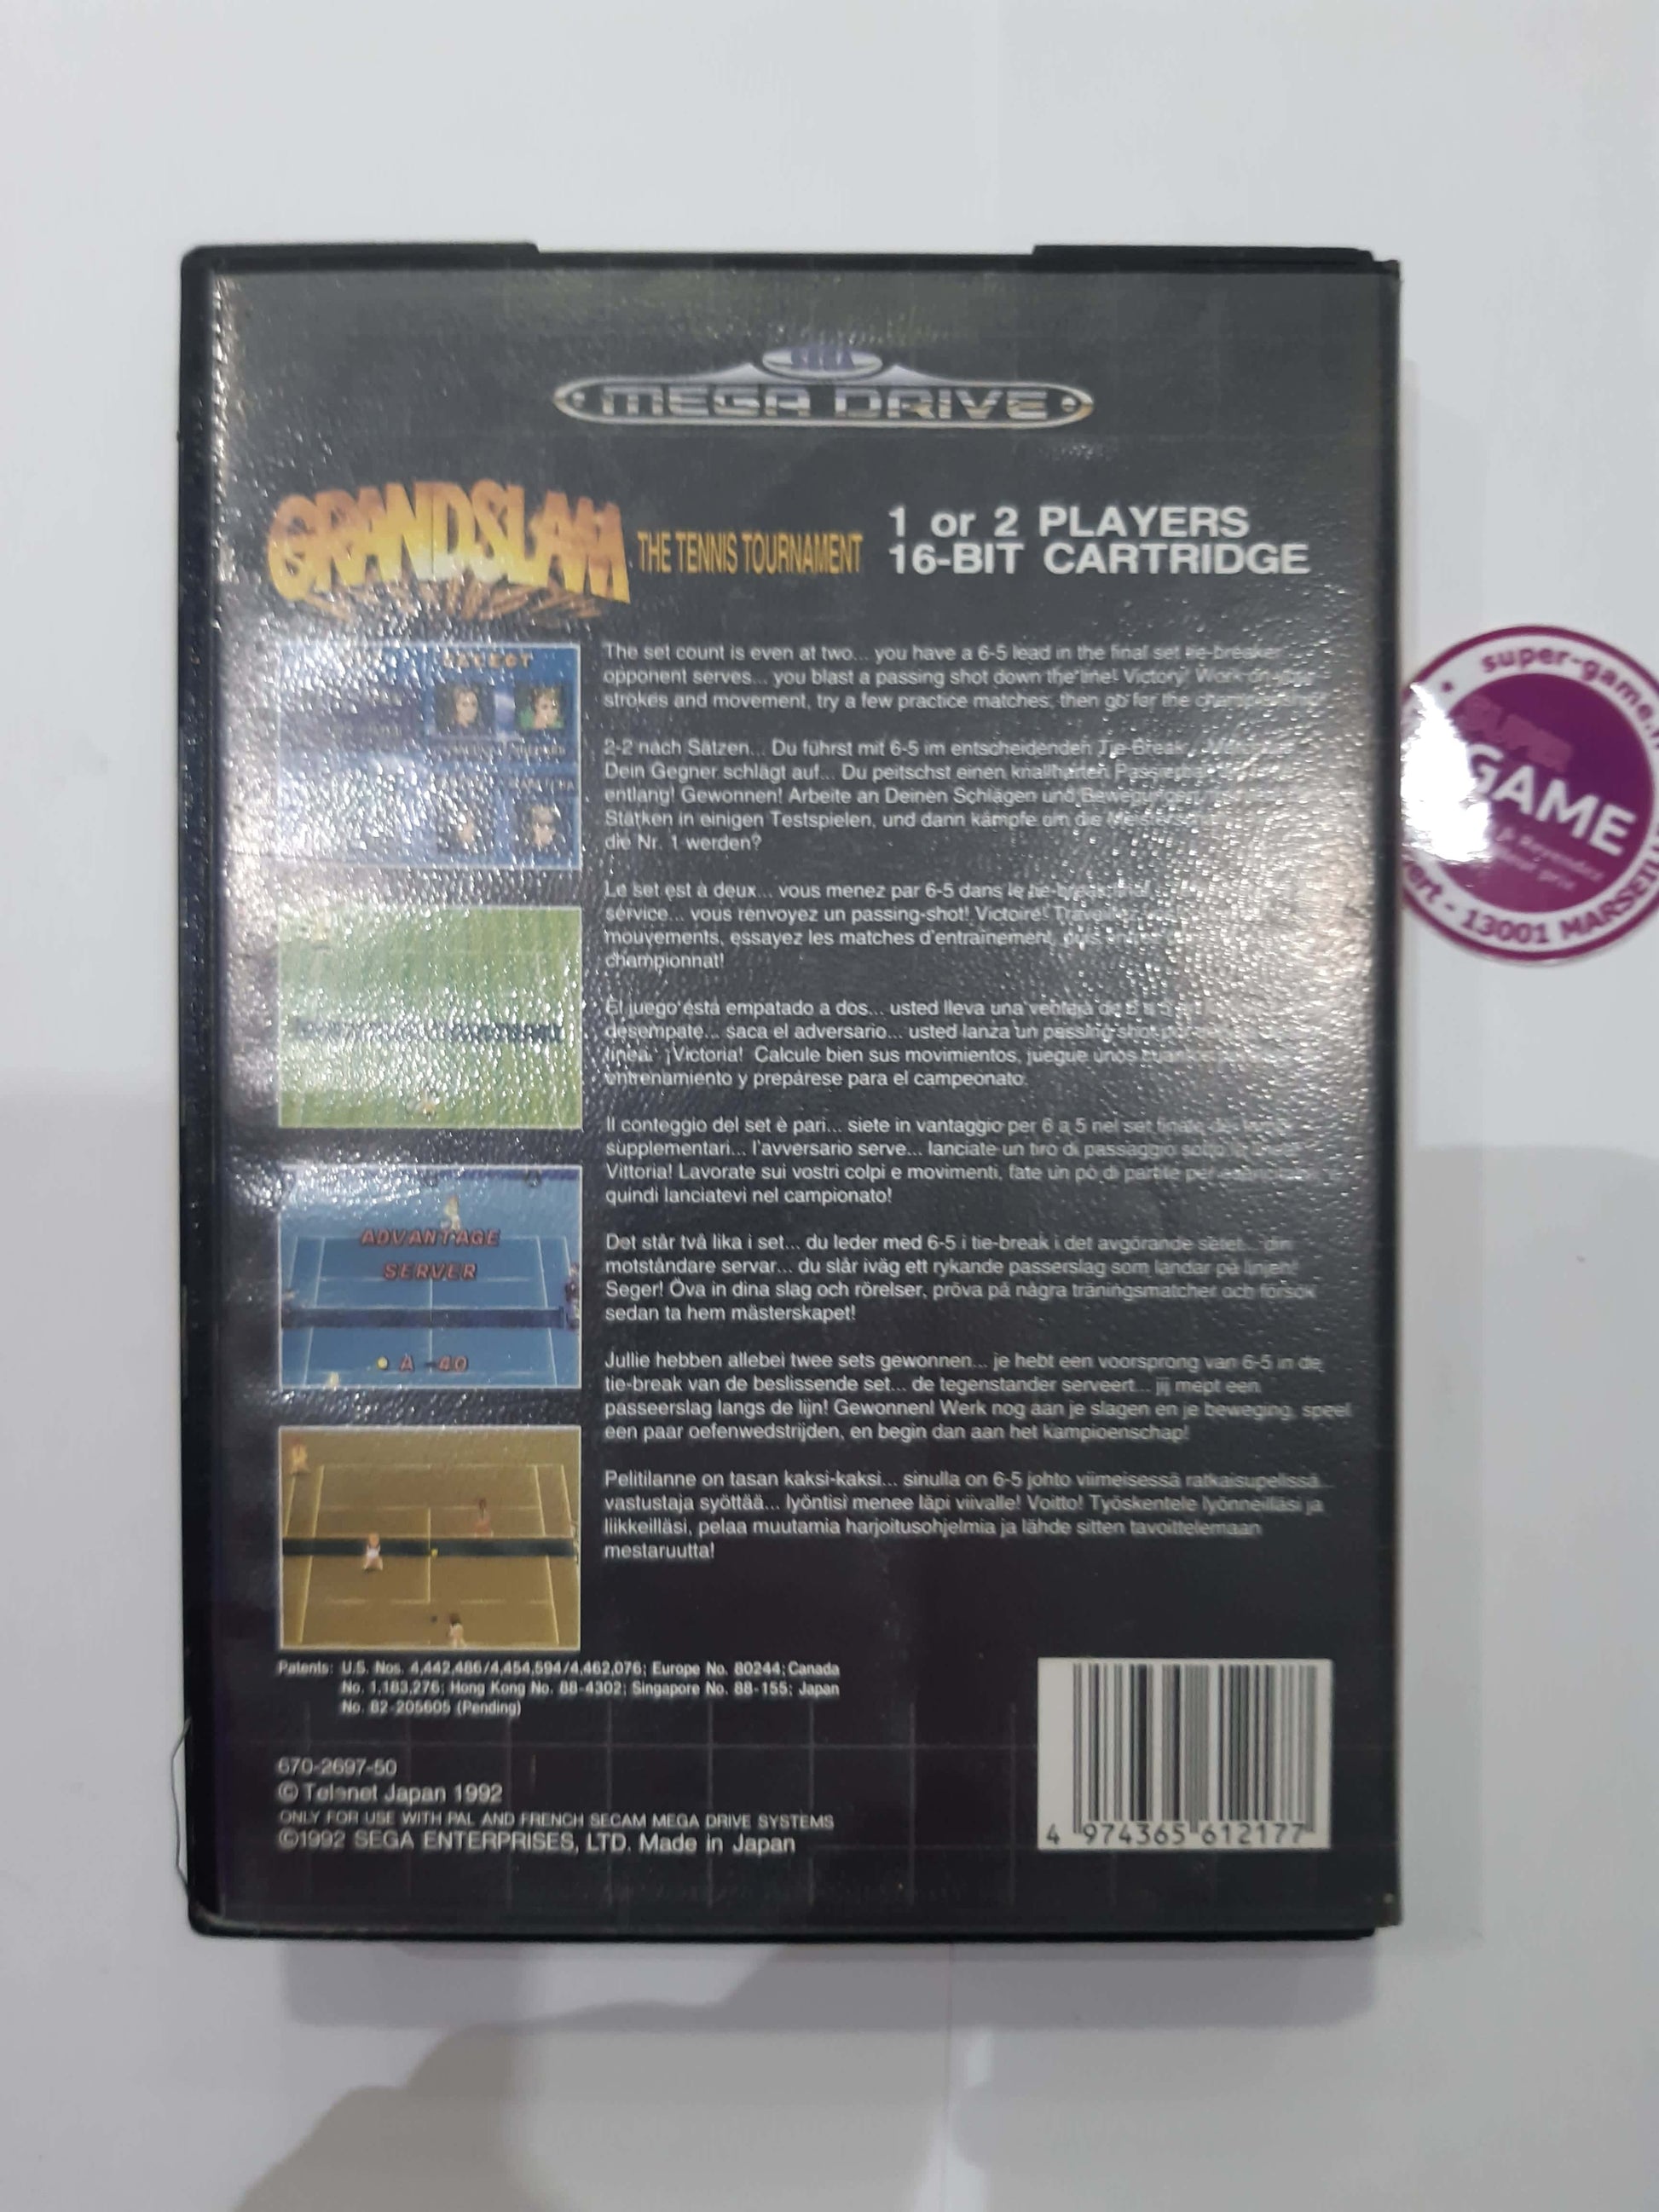 SEGA
MEGA DRIVE
GRANDSLAM
THE TENNIS TOURNAMENT
1 or 2 PLAYERS
16-BIT CARTRIDGE
SELECT
The set count is even at two... you have a 6-5 lead in the final set tie-breaker
opponent serves... you blast a passing shot down the line! Victory! Work on
strokes and movement, try a few practice matches, then go for the
2-2 nach Sätzen... Du führst mit 6-5 im entscheidenden Tie-Break
Dein Gegner schlägt auf... Du peitschst einen knallharten
entlang! Gewonnen! Arbeite an Deinen Schlägen und
Stärken in einigen Testspielen, und dann kämpfe um die
die Nr. 1 werden?
Le set est à deux... vous menez par 6-5 dans le tie-break
service... vous renvoyez un passing-shot! Victoire!
mouvements, essayez les matches d'entrainement, puis
championnat!
El juego está empatado a dos... usted lleva una ventaja de 6 a 5
desempate... saca el adversario... usted lanza un passing shot
línea. ¡Victoria! Calcule bien sus movimientos, juegue unos
entrenamiento y prepárese para el campeonato.
Il conteggio del set è pari... siete in vantaggio per 6 a 5 nel set finale
supplementari... l'avversario serve... lanciate un tiro di passaggio
Vittoria! Lavorate sui vostri colpi e movimenti, fate un pò di partite per
quindi lanciatevi nel campionato!
ADVANTAGE
SERVER
A - 40
Det står två lika i set... du leder med 6-5 i tie-break i det avgörande setet... din
motståndare servar... du slår iväg ett rykande passerslag som landar på linjen!
Seger! Öva in dina slag och rörelser, pröva på några träningsmatcher och försök
sedan ta hem mästerskapet!
Jullie hebben allebei twee sets gewonnen... je hebt een voorsprong van 6-5 in de
tie-break van de beslissende set... de tegenstander serveert... jij mept een
passeerslag langs de lijn! Gewonnen! Werk nog aan je slagen en je beweging, speel
een paar oefenwedstrijden, en begin dan aan het kampioenschap!
Pelitilanne on tasan kaksi-kaksi... sinulla on 6-5 johto viimeisessä ratkaisupelissä...
vastustaja syöttää... lyöntisi menee läpi viivalle! Voitto! Työskentele lyönneilläsi ja
liikkeilläsi, pelaa muutamia harjoitusohjelmia ja lähde sitten tavoittelemaan
mestaruutta!
Patents: U.S. Nos. 4,442,486/4,454,594/4,462,076; Europe No. 80244; Canada
No. 1,183,276; Hong Kong No. 88-4302; Singapore No. 88-155; Japan
No. 82-205605 (Pending)
670-2697-50
© Telenet Japan 1992
ONLY FOR USE WITH PAL AND FRENCH SECAM MEGA DRIVE SYSTEMS
©1992 SEGA ENTERPRISES, LTD. Made in Japan
4 974365 612177
super-game.
SUPER
GAME
13001 MARSEIL